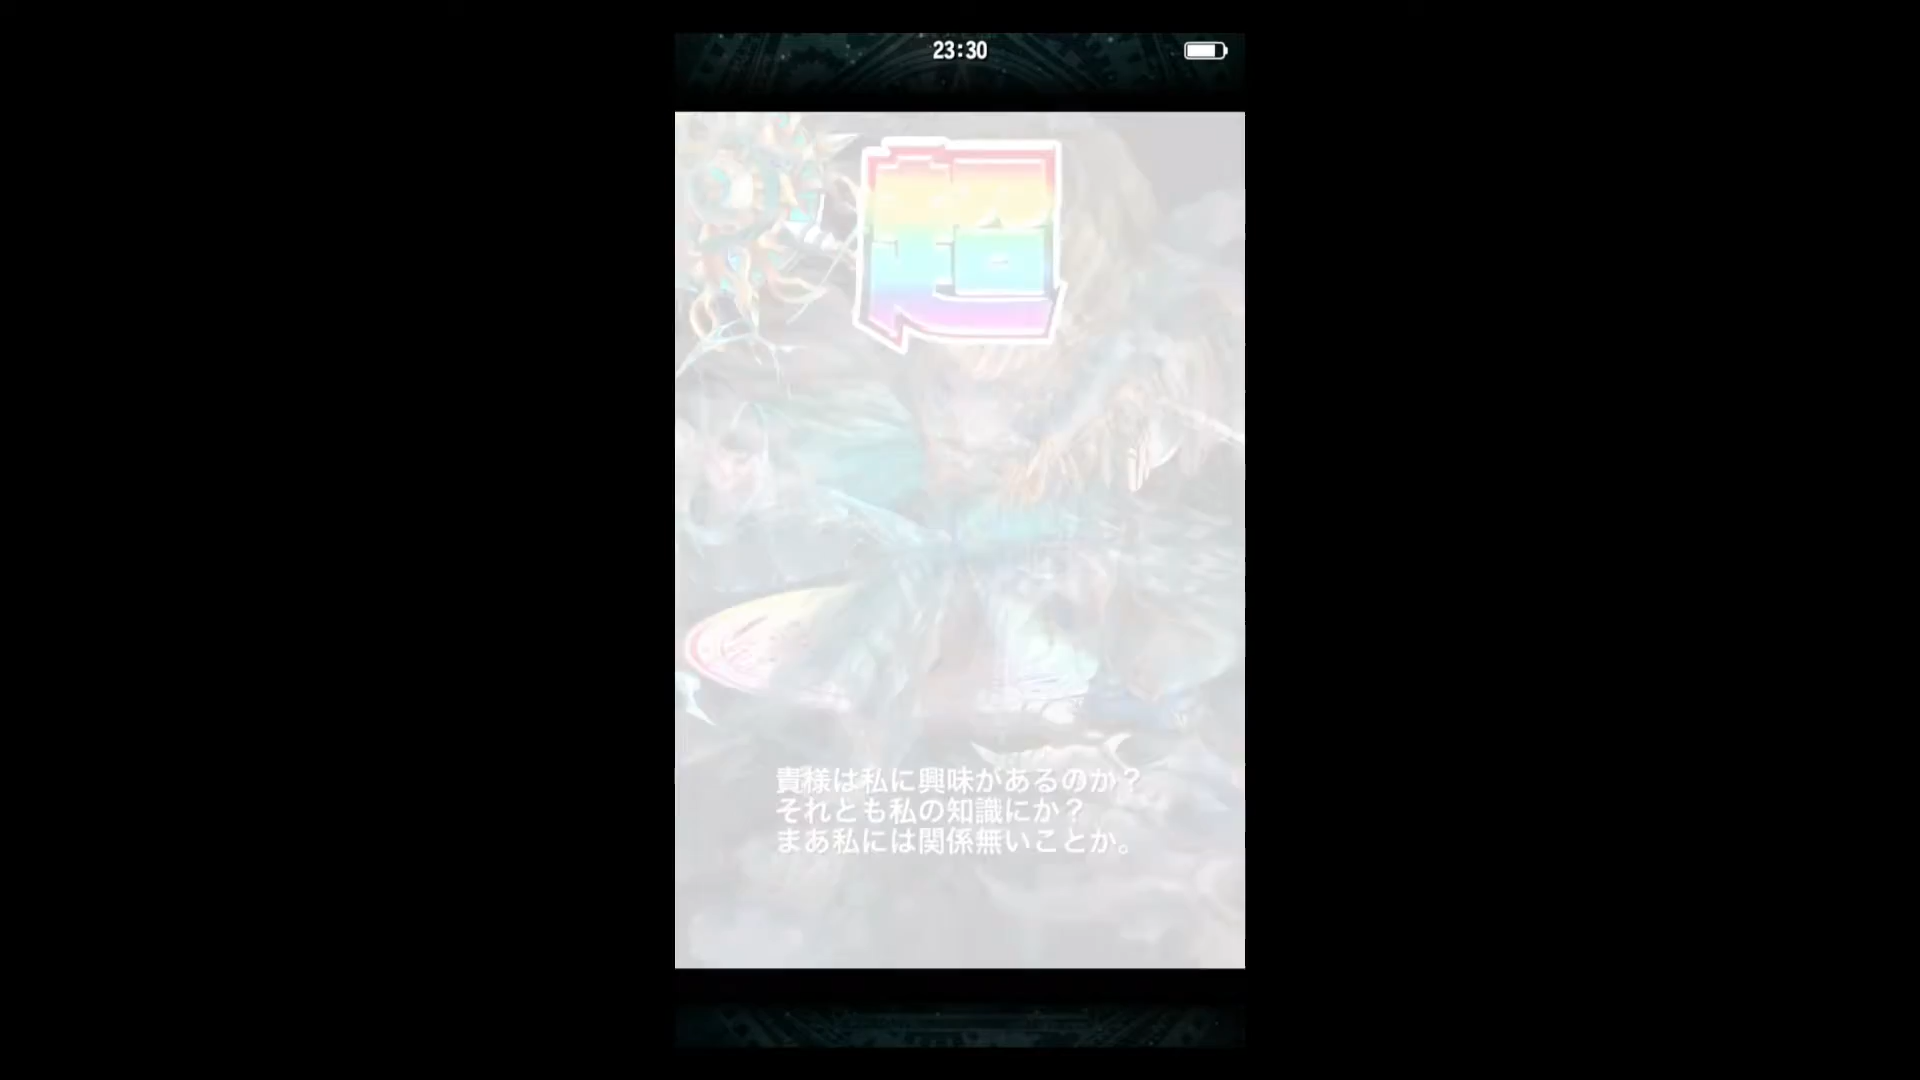 23:30
貴様は私に興味があるのか？
それとも私の知識にか？
まあ私には関係無いことか。